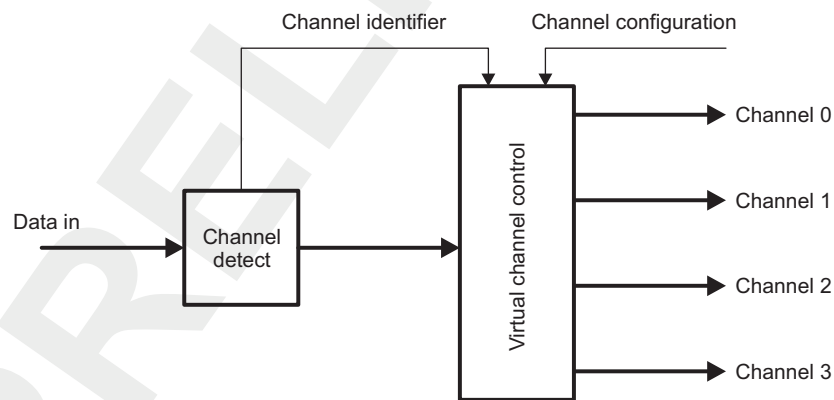 Channel identifier
Channel configuration
Channel 0
Channel 1
Virtual channel control
Data in
Channel
detect
Channel 2
Channel 3
PREL